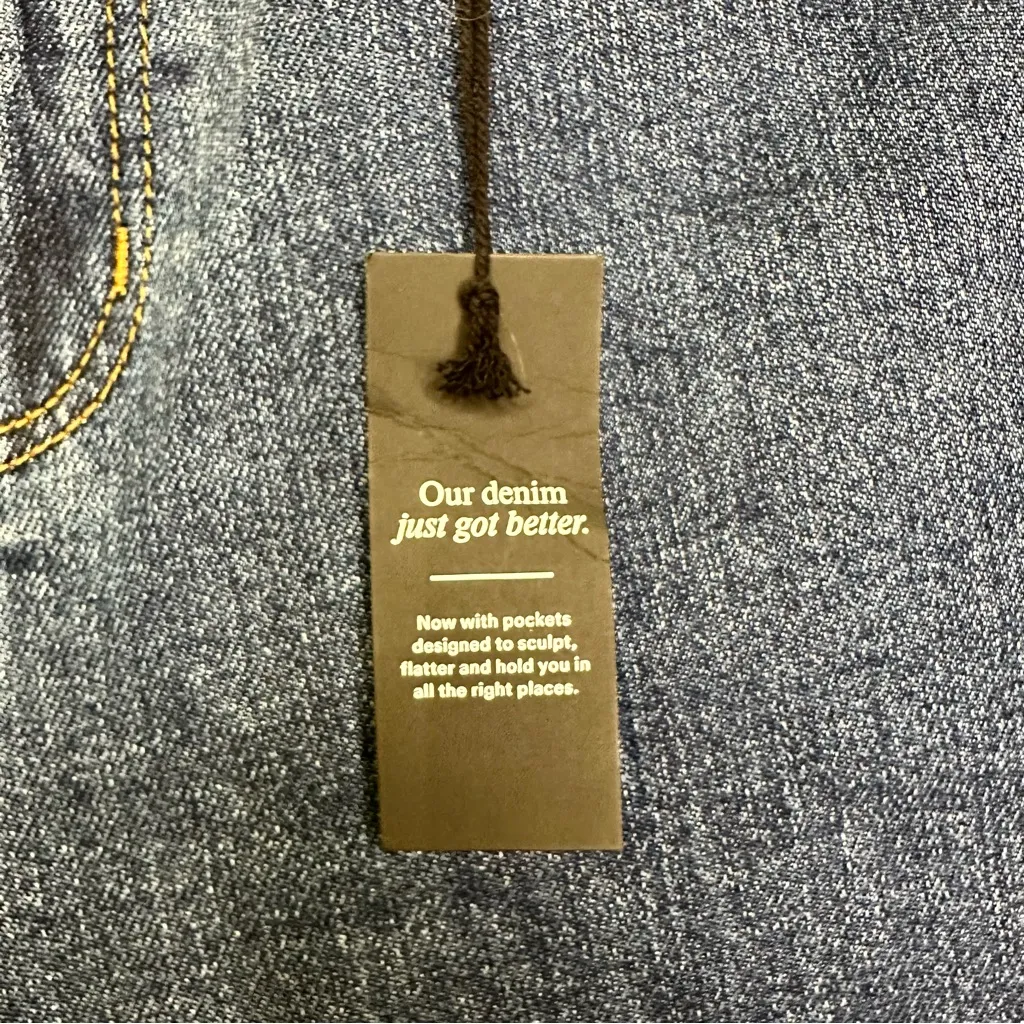 Our denim
just got better.
Now with pockets
designed to sculpt,
flatter and hold you in
all the right places.